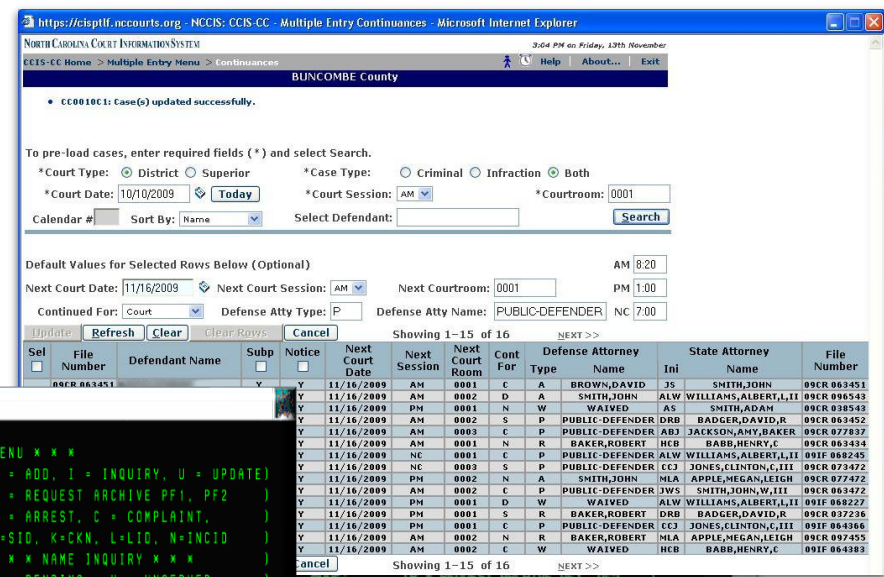 https://cisptlf.nccourts.org - NCCIS: CCIS-CC - Multiple Entry Continuances - Microsoft Internet Explorer
NORTH CAROLINA COURT INFORMATION SYSTEM 3:04 PM on Friday, 13th November
CCIS-CC Home > Multiple Entry Menu > Continuances Help About... Exit
BUNCOMBE County
• CC0010C1: Case(s) updated successfully.
To pre-load cases, enter required fields (*) and select Search.
*Court Type: District Superior *Case Type: Criminal Infraction Both
*Court Date: 10/10/2009 Today *Court Session: AM *Courtroom: 0001
Calendar # Sort By: Name Select Defendant: Search
Default Values for Selected Rows Below (Optional) AM 8:20
Next Court Date: 11/16/2009 Next Court Session: AM Next Courtroom: 0001 PM 1:00
Continued For: Court Defense Atty Type: P Defense Atty Name: PUBLIC-DEFENDER NC 7:00
Update Refresh Clear Clear Rows Cancel Showing 1-15 of 16 NEXT >>
Sel File Number Defendant Name Subp Notice Next Court Date Next Session Next Court Room Cont For Defense Attorney Type Name State Attorney Ini Name File Number
09CR 063451 Y Y 11/16/2009 AM 0001 C A BROWN,DAVID JS SMITH,JOHN 09CR 063451
Y 11/16/2009 AM 0002 D A SMITH,JOHN ALW WILLIAMS,ALBERT,L,II 09CR 096543
Y 11/16/2009 PM 0001 N W WAIVED AS SMITH,ADAM 09CR 038543
Y 11/16/2009 AM 0002 S P PUBLIC-DEFENDER DRB BADGER,DAVID,R 09CR 063452
Y 11/16/2009 AM 0003 C P PUBLIC-DEFENDER ABJ JACKSON,AMY,BAKER 09CR 077837
Y 11/16/2009 AM 0001 N R BAKER,ROBERT HCB BABB,HENRY,C 09CR 063434
Y 11/16/2009 NC 0001 C P PUBLIC-DEFENDER ALW WILLIAMS,ALBERT,L,II 09IF 068245
Y 11/16/2009 NC 0003 S P PUBLIC-DEFENDER CCJ JONES,CLINTON,C,III 09CR 073472
Y 11/16/2009 PM 0002 N A SMITH,JOHN MLA APPLE,MEGAN,LEIGH 09CR 077472
Y 11/16/2009 AM 0002 C P PUBLIC-DEFENDER JWS SMITH,JOHN,W,III 09CR 063472
Y 11/16/2009 PM 0001 D W WAIVED ALW WILLIAMS,ALBERT,L,II 09IF 068227
Y 11/16/2009 PM 0001 S R BAKER,ROBERT DRB BADGER,DAVID,R 09CR 037236
Y 11/16/2009 PM 0001 C P PUBLIC-DEFENDER CCJ JONES,CLINTON,C,III 09IF 064366
Y 11/16/2009 AM 0002 N R BAKER,ROBERT MLA APPLE,MEGAN,LEIGH 09CR 097455
Y 11/16/2009 AM 0002 C W WAIVED HCB BABB,HENRY,C 09IF 064383
Cancel Showing 1-15 of 16 NEXT >>
ENU * * *
= ADD, I = INQUIRY, U = UPDATE)
= REQUEST ARCHIVE PF1, PF2 )
= ARREST, C = COMPLAINT, )
=SID, K=CKN, L=LID, N=INCID )
* * NAME INQUIRY * * *